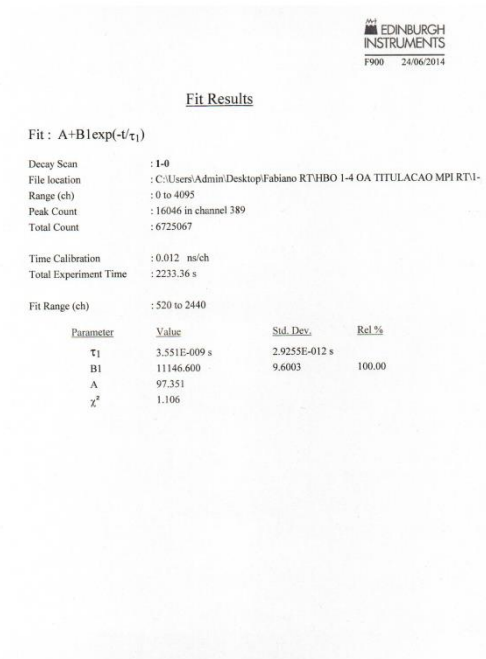 EDINBURGH
INSTRUMENTS
F900 24/06/2014
Fit Results
Fit : A+B1exp(-t/τ1)
Decay Scan : 1-0
File location : C:\Users\Admin\Desktop\Fabiano RT\HBO 1-4 OA TITULACAO MPI RT\1-
Range (ch) : 0 to 4095
Peak Count : 16046 in channel 389
Total Count : 6725067
Time Calibration : 0.012 ns/ch
Total Experiment Time : 2233.36 s
Fit Range (ch) : 520 to 2440
Parameter Value Std. Dev. Rel %
τ1 3.551E-009 s 2.9255E-012 s
B1 11146.600 9.6003 100.00
A 97.351
χ² 1.106